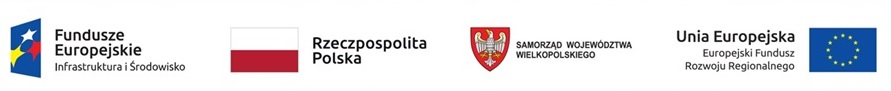 Fundusze
Europejskie
Infrastruktura i Środowisko
Rzeczpospolita
Polska
SAMORZĄD WOJEWÓDZTWA
WIELKOPOLSKIEGO
Unia Europejska
Europejski Fundusz
Rozwoju Regionalnego